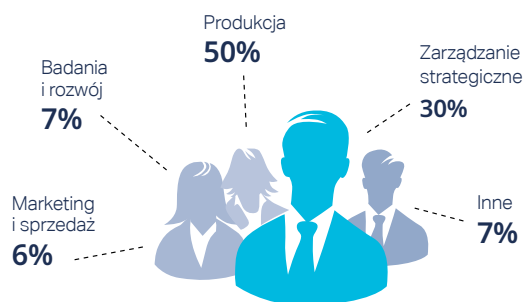 Produkcja
50%
Badania
i rozwój
7%
Zarządzanie
strategiczne
30%
Marketing
i sprzedaż
6%
Inne
7%